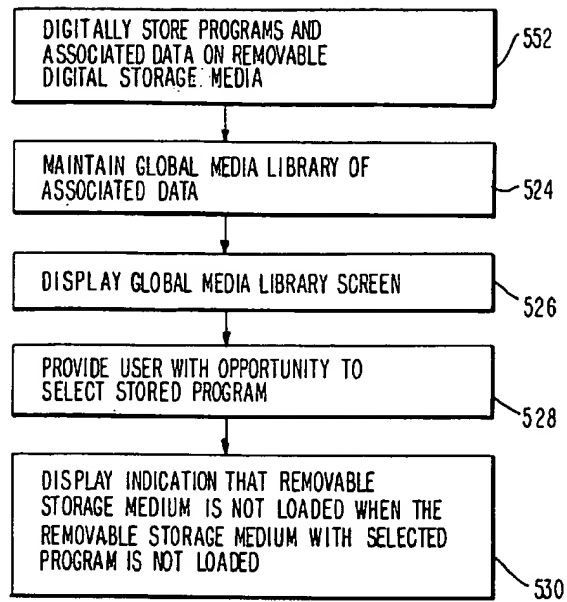 DIGITALLY STORE PROGRAMS AND
ASSOCIATED DATA ON REMOVABLE
DIGITAL STORAGE MEDIA
552
MAINTAIN GLOBAL MEDIA LIBRARY OF
ASSOCIATED DATA
524
DISPLAY GLOBAL MEDIA LIBRARY SCREEN
526
PROVIDE USER WITH OPPORTUNITY TO
SELECT STORED PROGRAM
528
DISPLAY INDICATION THAT REMOVABLE
STORAGE MEDIUM IS NOT LOADED WHEN THE
REMOVABLE STORAGE MEDIUM WITH SELECTED
PROGRAM IS NOT LOADED
530